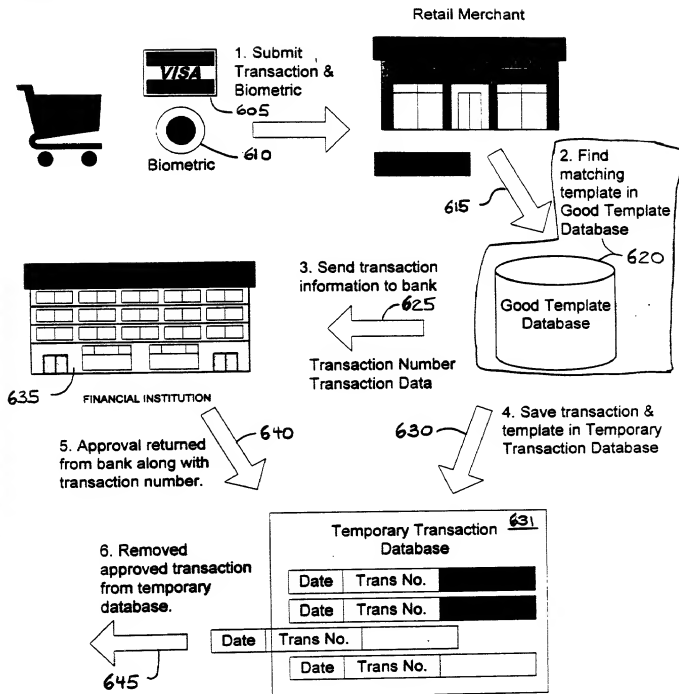 Retail Merchant
1. Submit
Transaction &
Biometric
VISA
605
610
Biometric
615
2. Find
matching
template in
Good Template
Database
620
Good Template
Database
3. Send transaction
information to bank
625
Transaction Number
Transaction Data
635
FINANCIAL INSTITUTION
640
630
4. Save transaction &
template in Temporary
Transaction Database
5. Approval returned
from bank along with
transaction number.
Temporary Transaction 631
Database
6. Removed
approved transaction
from temporary
database.
Date Trans No.
Date Trans No.
Date Trans No.
Date Trans No.
645